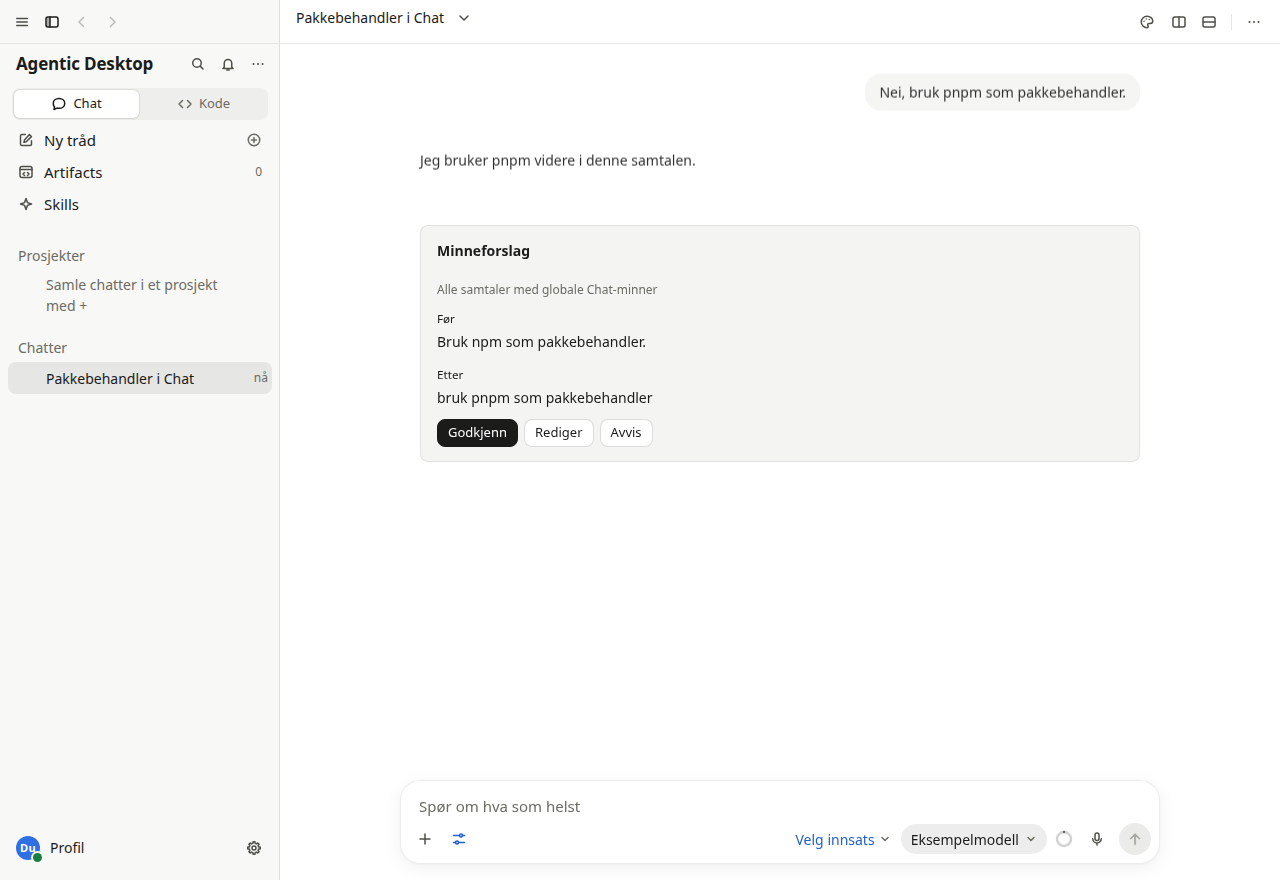 Pakkebehandler i Chat
Agentic Desktop
Chat
Kode
Ny tråd
Artifacts
0
Skills
Prosjekter
Samle chatter i et prosjekt
med +
Chatter
Pakkebehandler i Chat
nå
Du
Profil
Nei, bruk pnpm som pakkebehandler.
Jeg bruker pnpm videre i denne samtalen.
Minneforslag
Alle samtaler med globale Chat-minner
Før
Bruk npm som pakkebehandler.
Etter
bruk pnpm som pakkebehandler
Godkjenn
Rediger
Avvis
Spør om hva som helst
Velg innsats
Eksempelmodell